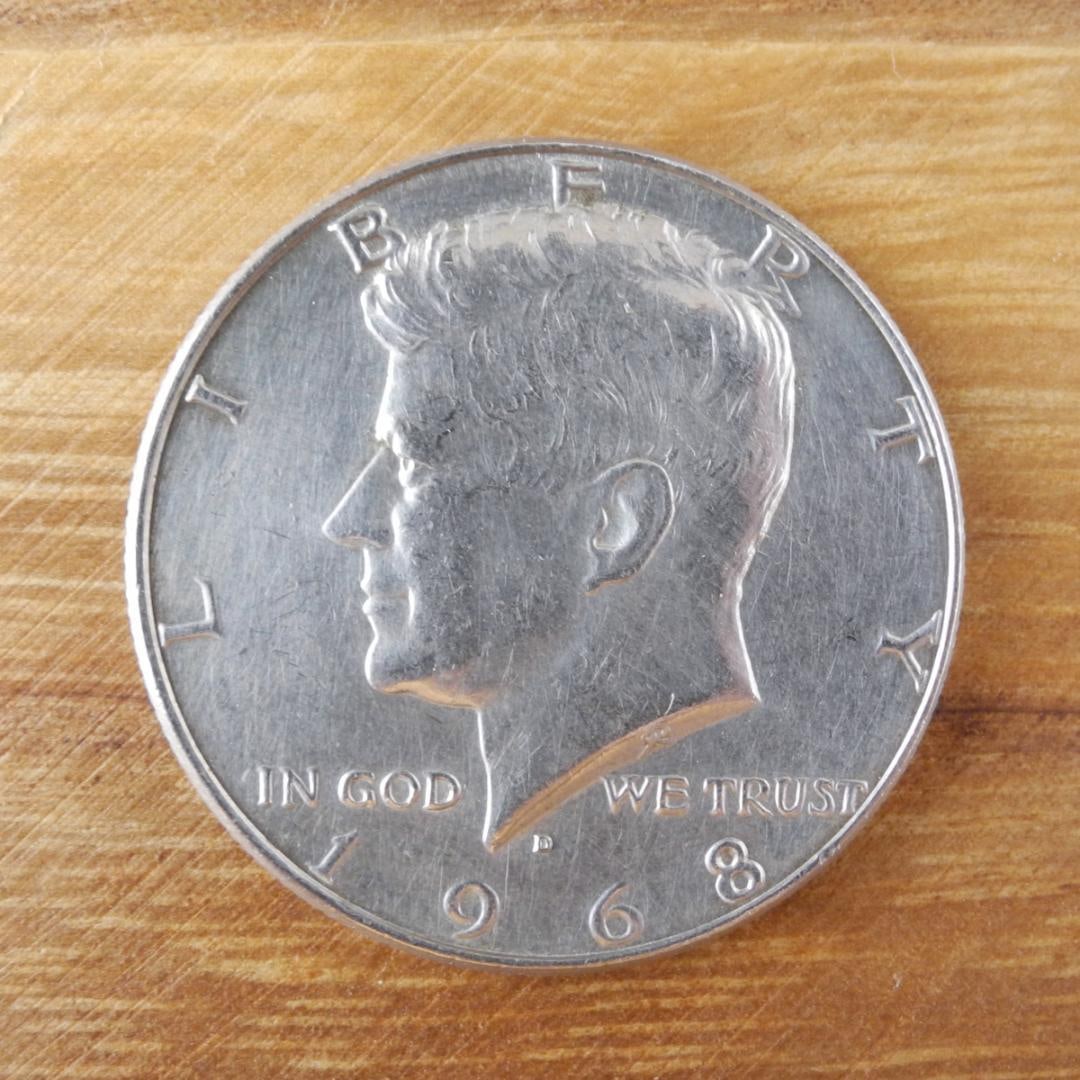 LIBERTY
IN GOD WE TRUST
D
1968